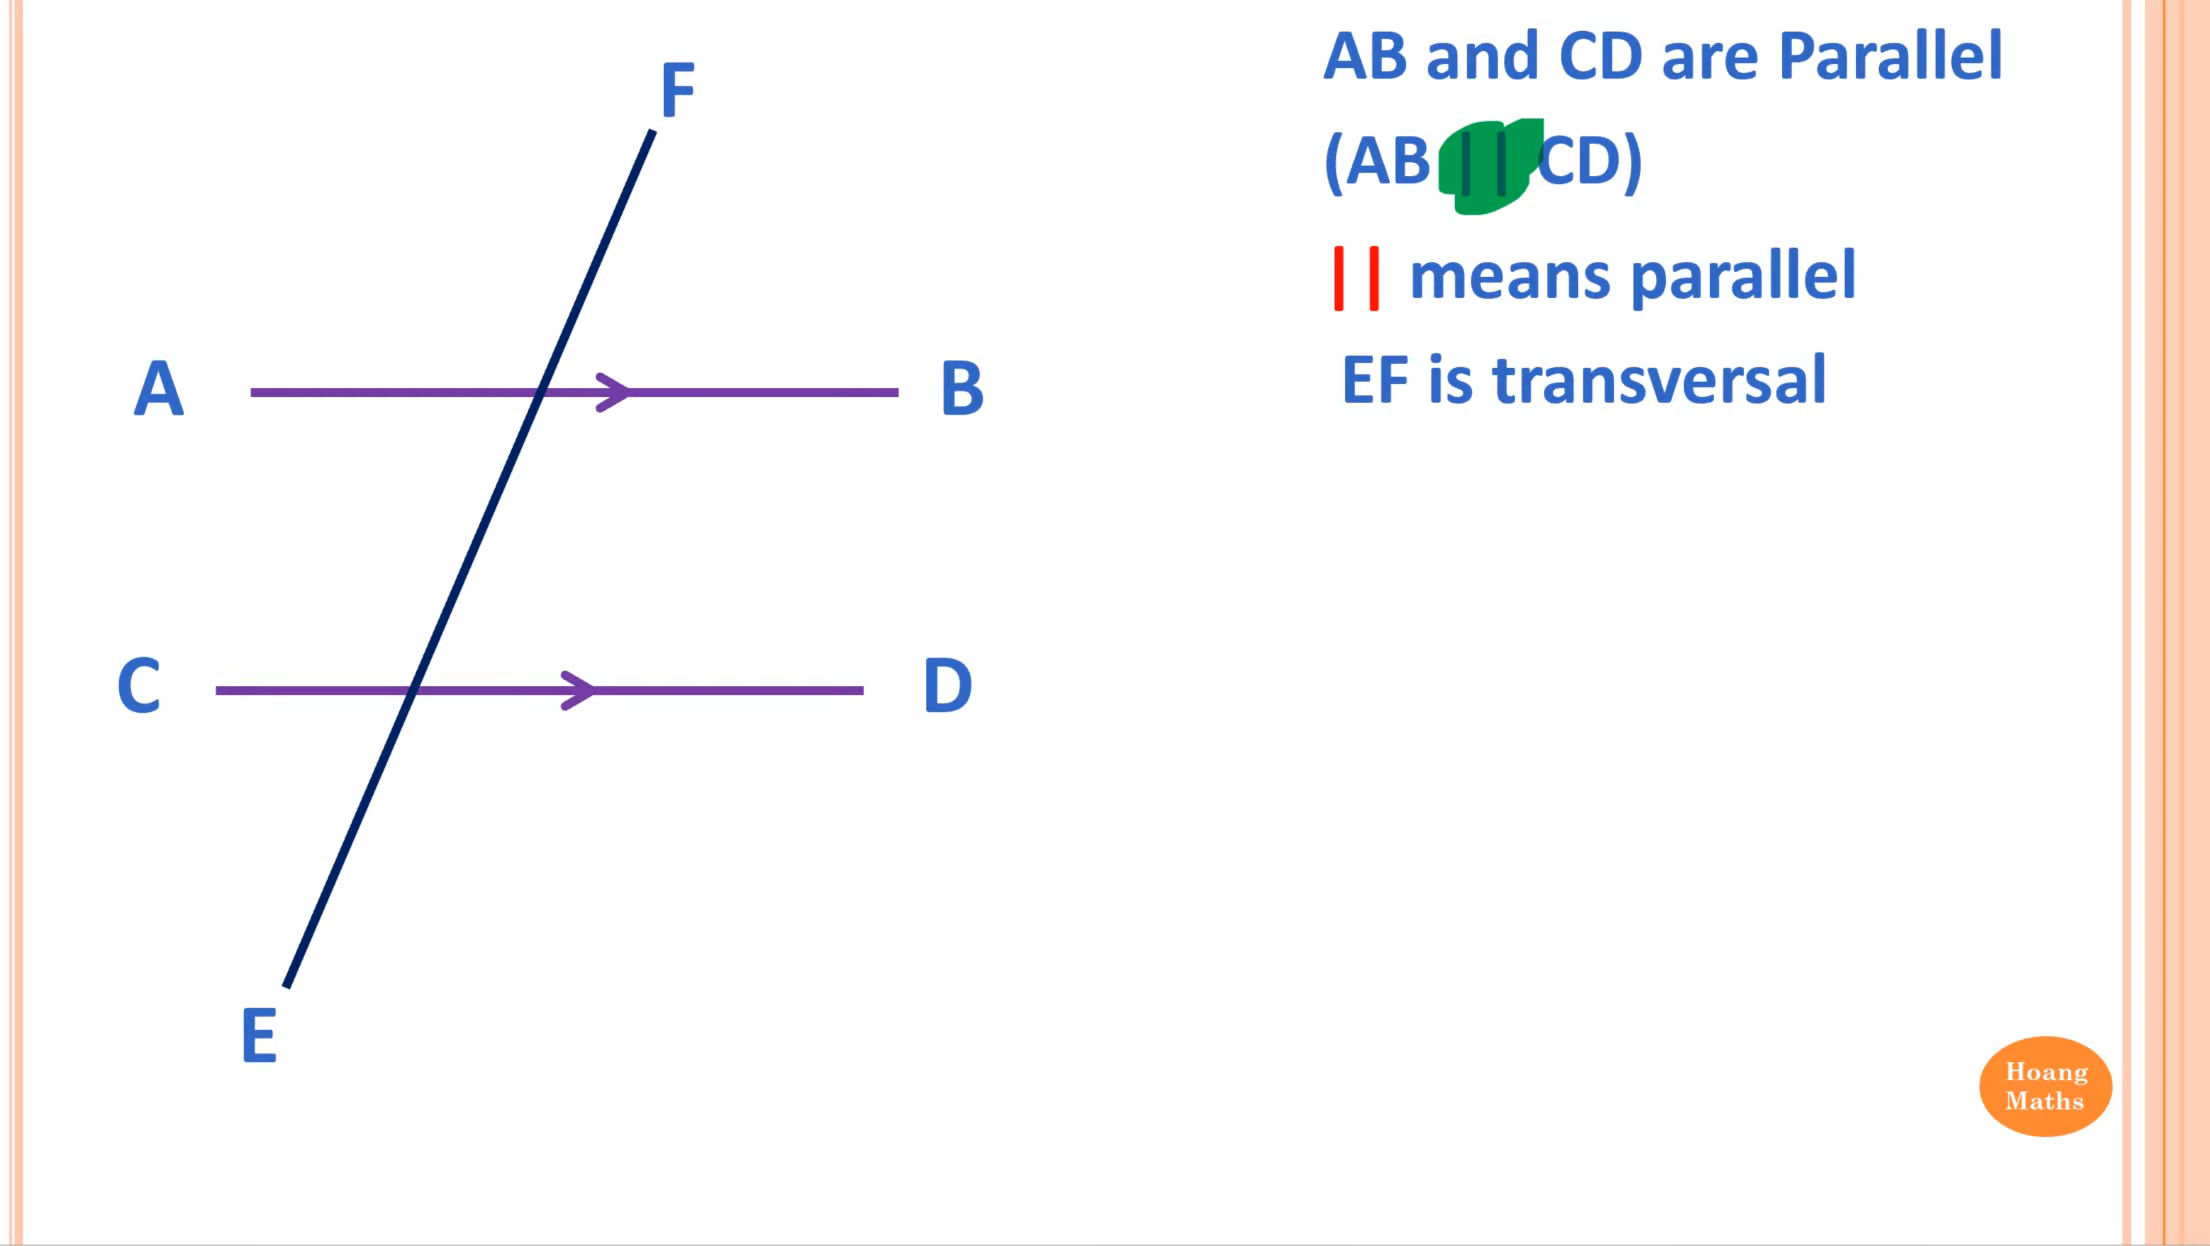 F
AB and CD are Parallel
(AB || CD)
|| means parallel
EF is transversal
A B
C D
E
Hoang
Maths